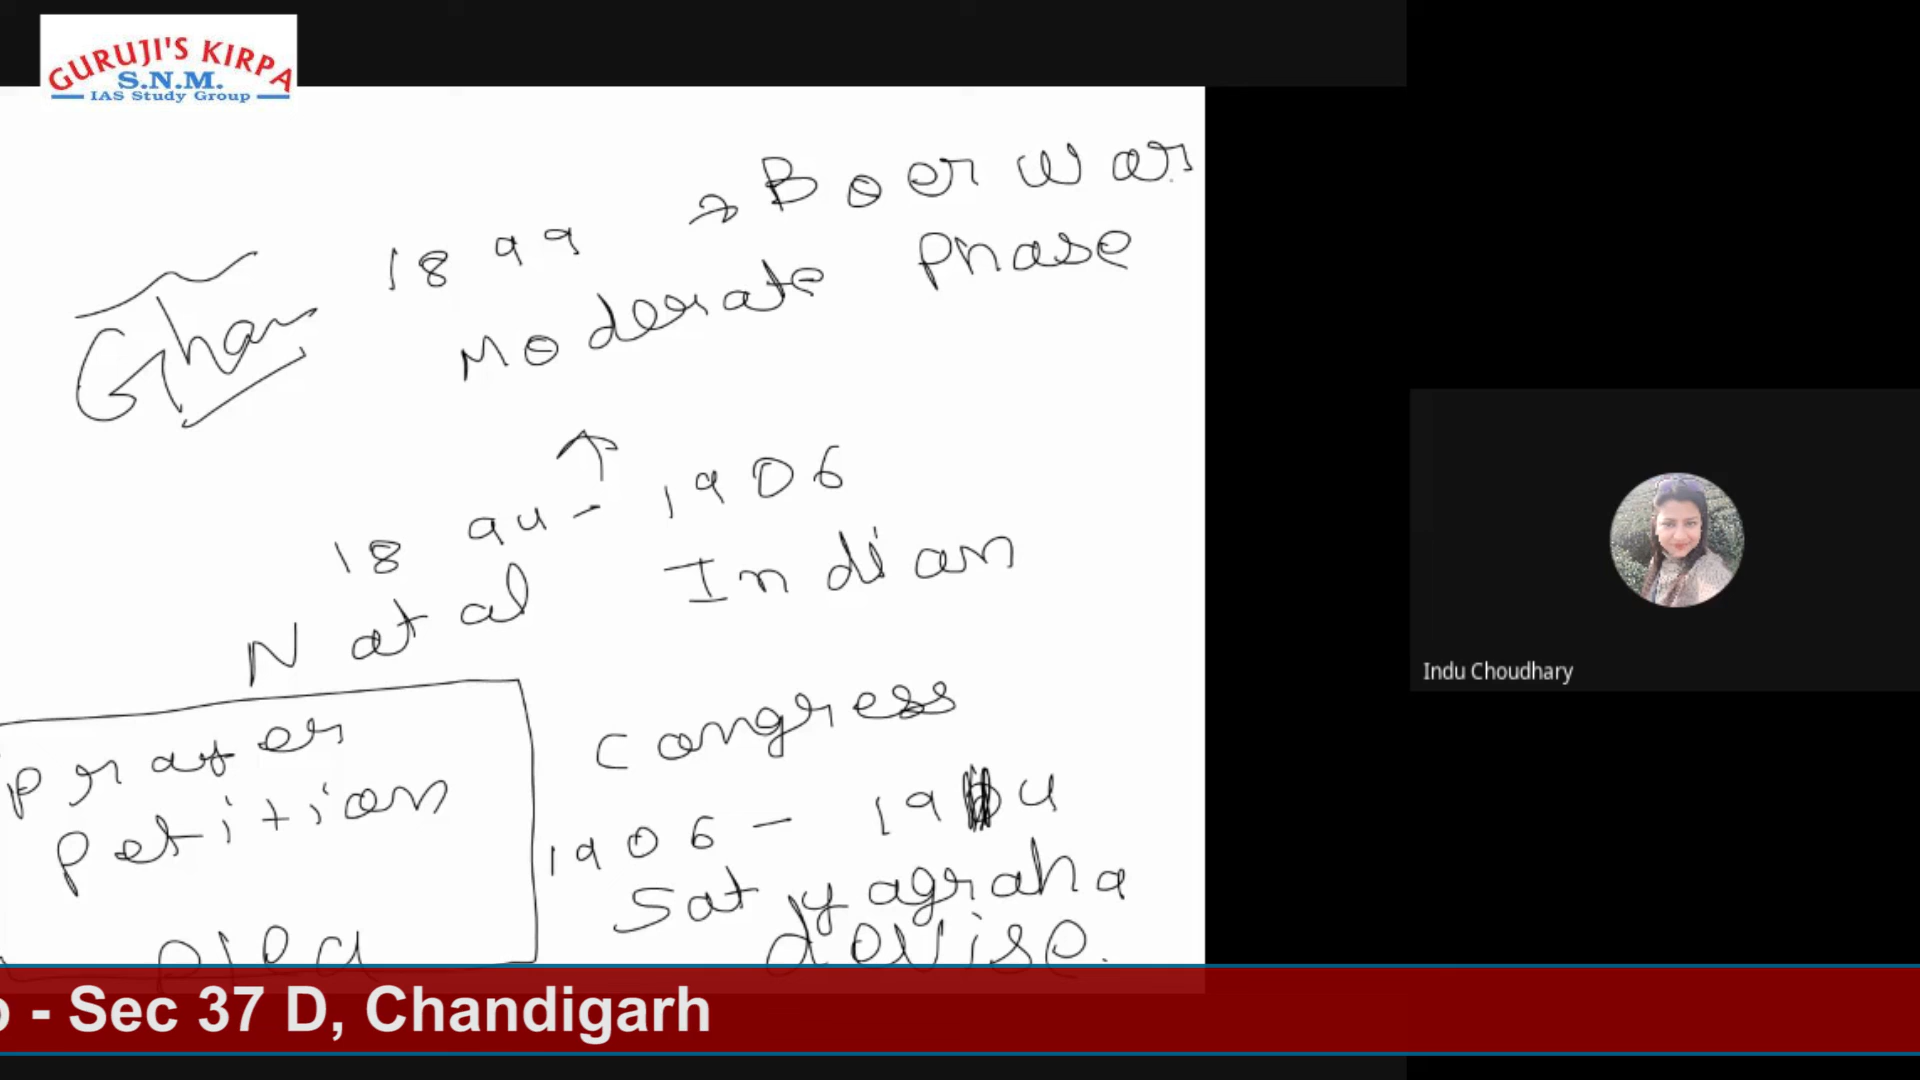 GURUJI'S KIRPA
S.N.M.
IAS Study Group
1899 → Boer War
Moderate Phase
1894 - 1906
Natal Indian
Congress
Prayer
Petition
Plea
1906 - 1914
Satyagraha
devise.
Indu Choudhary
- Sec 37 D, Chandigarh